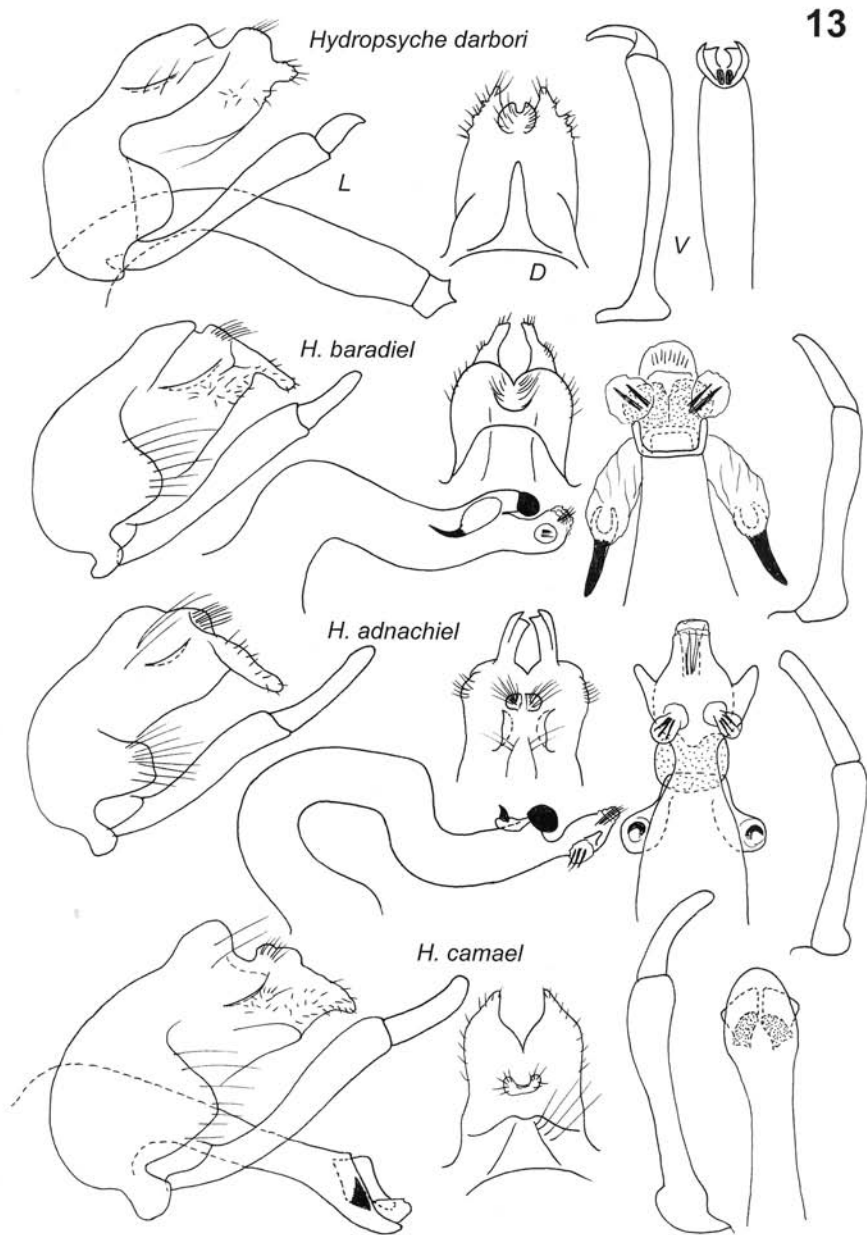 13
Hydropsyche darbori
L
D
V
H. baradiel
H. adnachiel
H. camael